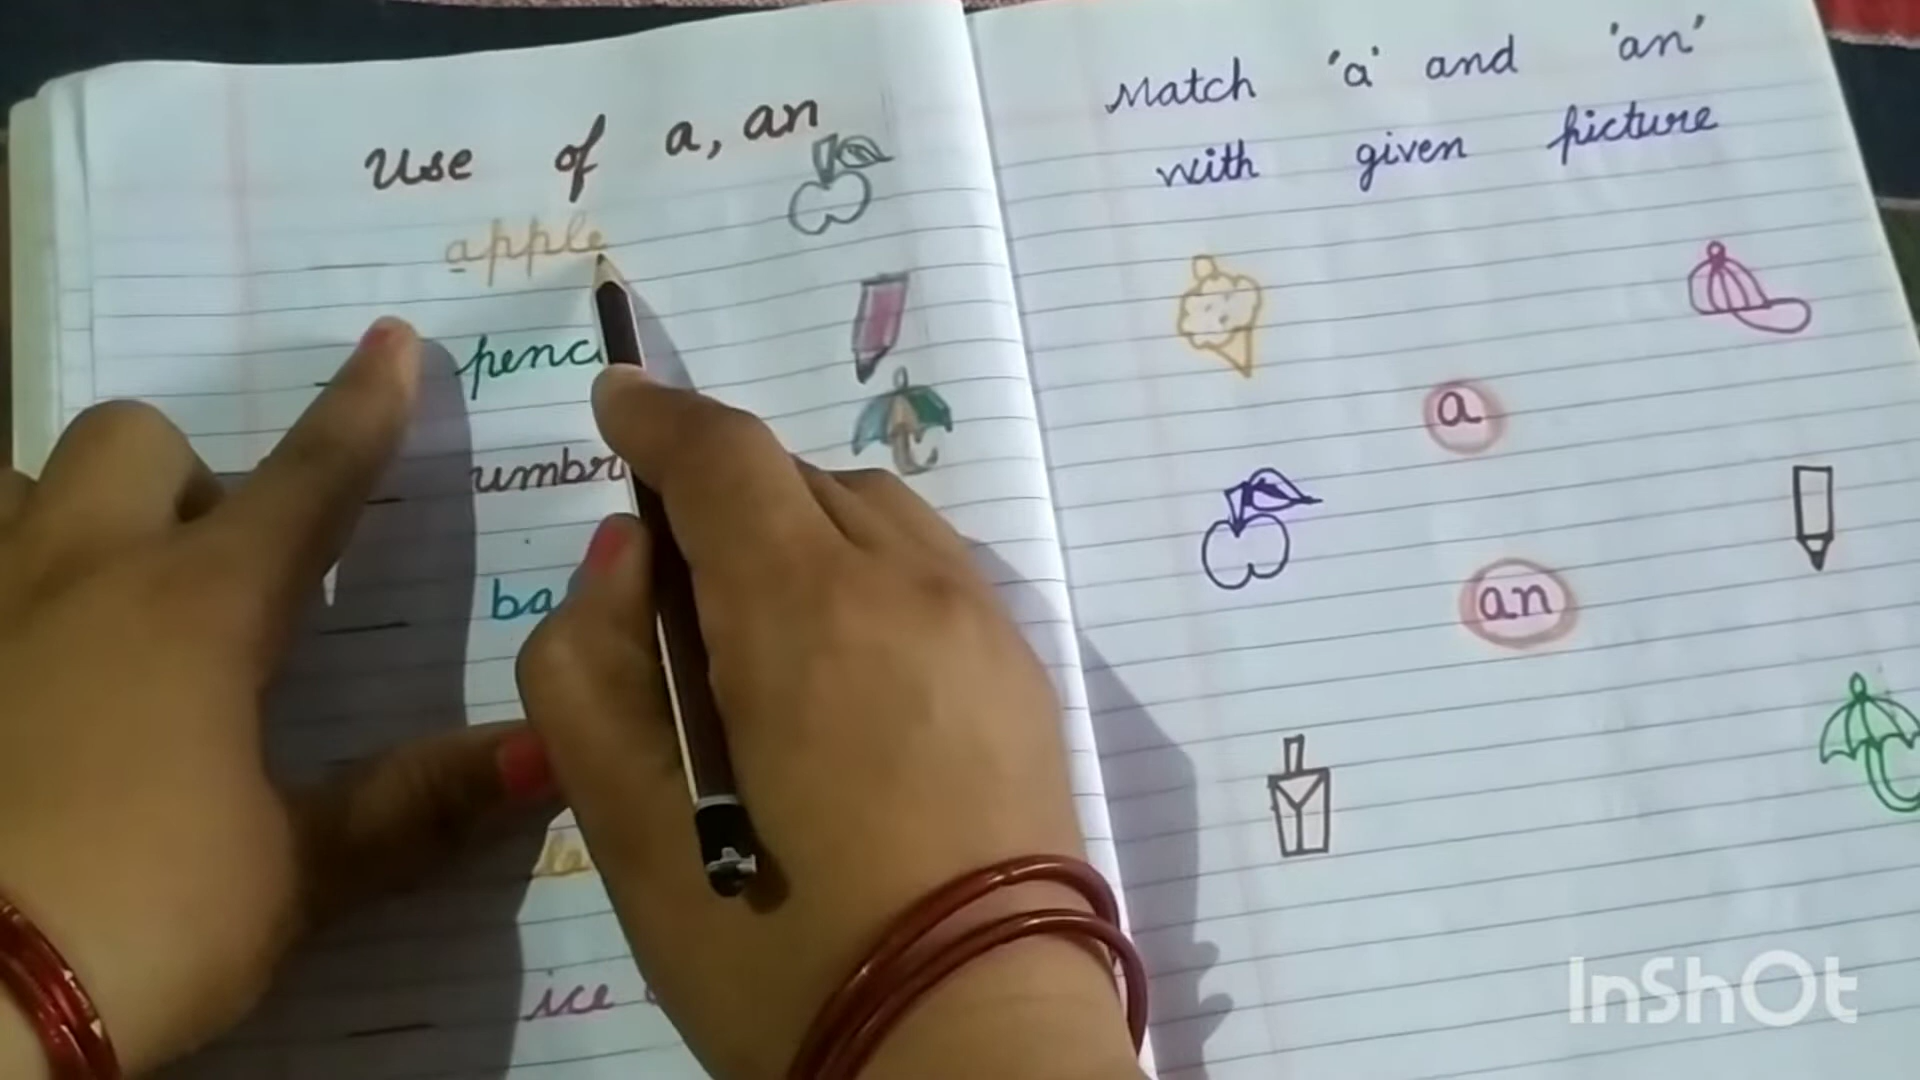 Use of a, an
apple
penc
umbr
ba
ice
Match 'a' and 'an'
with given picture
a
an
InShOt